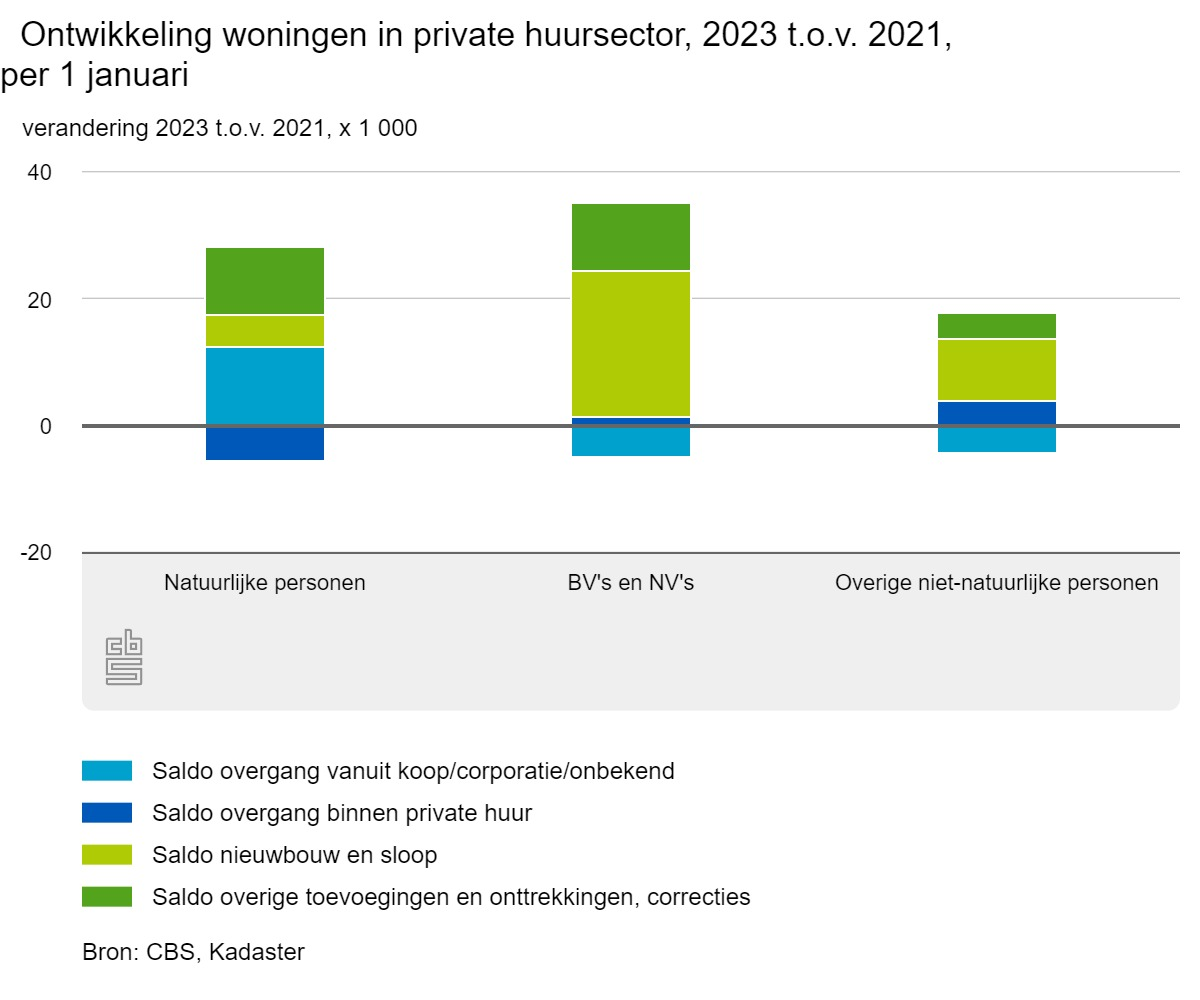 Ontwikkeling woningen in private huursector, 2023 t.o.v. 2021,
per 1 januari
verandering 2023 t.o.v. 2021, x 1 000
40
20
0
-20
Natuurlijke personen
BV's en NV's
Overige niet-natuurlijke personen
cbs
Saldo overgang vanuit koop/corporatie/onbekend
Saldo overgang binnen private huur
Saldo nieuwbouw en sloop
Saldo overige toevoegingen en onttrekkingen, correcties
Bron: CBS, Kadaster